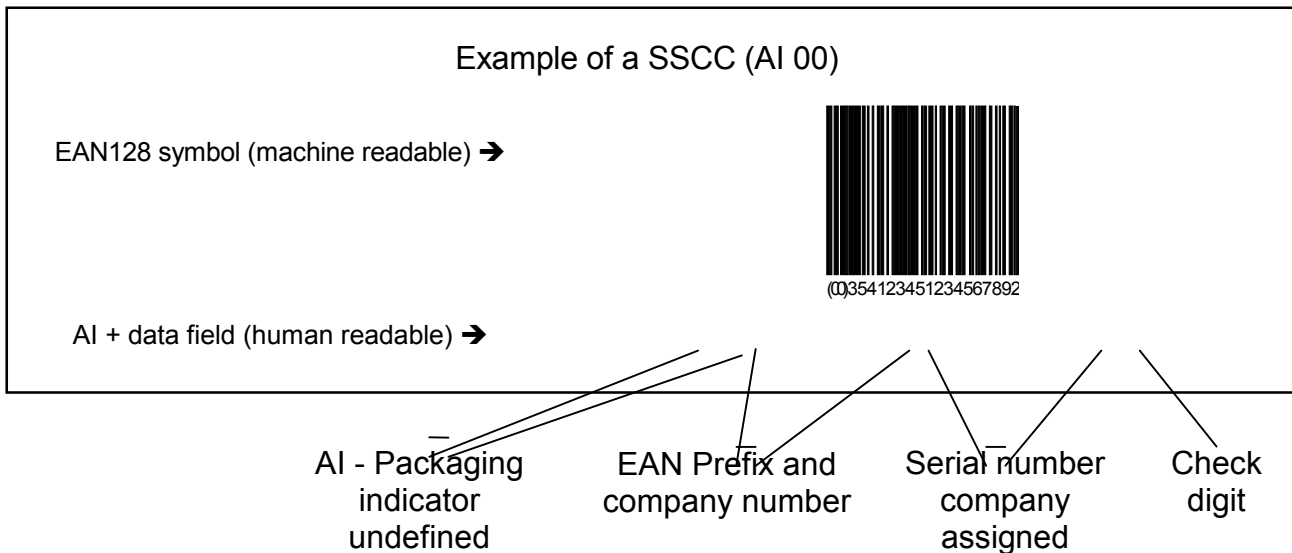 Example of a SSCC (AI 00)
EAN128 symbol (machine readable) ➔
(00)354123451234567892
AI + data field (human readable) ➔
AI - Packaging
indicator
undefined
EAN Prefix and
company number
Serial number
company
assigned
Check
digit